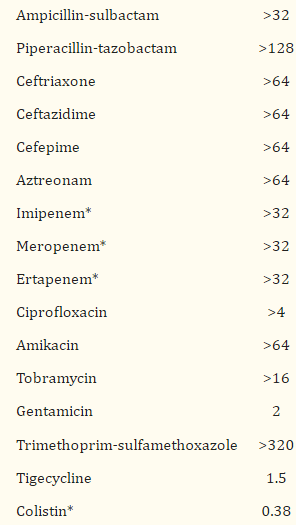 Ampicillin-sulbactam >32
Piperacillin-tazobactam >128
Ceftriaxone >64
Ceftazidime >64
Cefepime >64
Aztreonam >64
Imipenem* >32
Meropenem* >32
Ertapenem* >32
Ciprofloxacin >4
Amikacin >64
Tobramycin >16
Gentamicin 2
Trimethoprim-sulfamethoxazole >320
Tigecycline 1.5
Colistin* 0.38